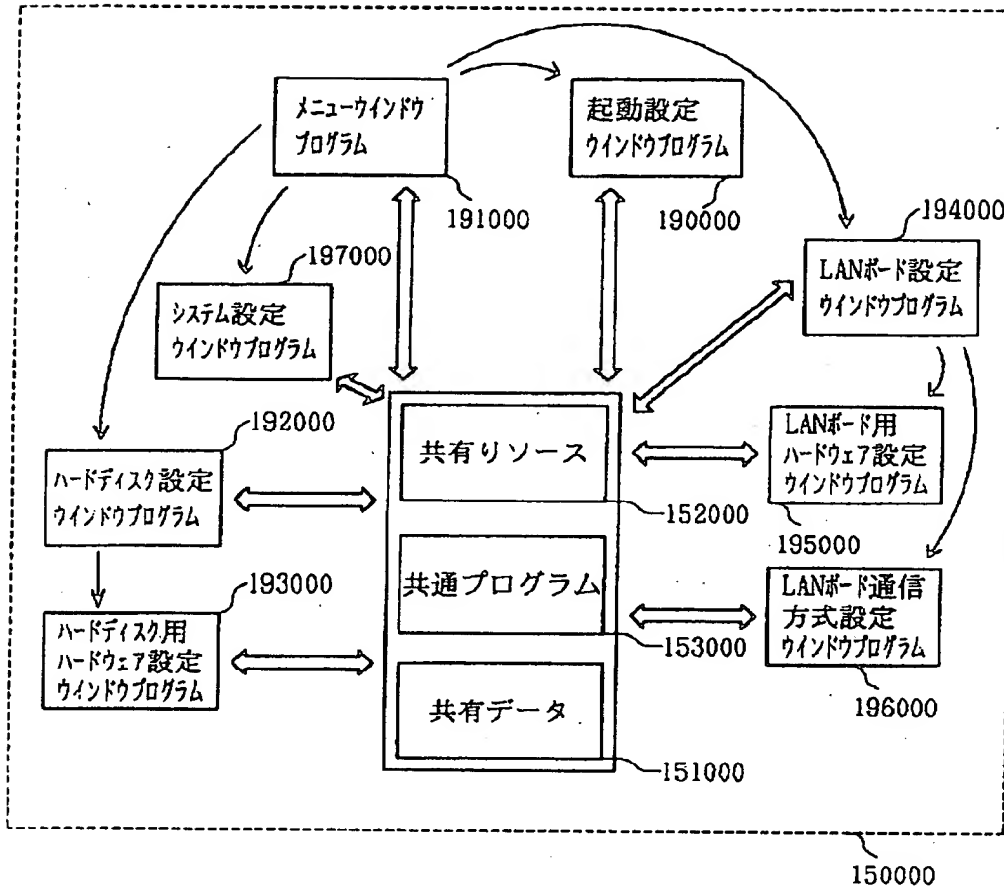 メニューウインドウ
プログラム
191000
起動設定
ウインドウプログラム
190000
194000
LANボード設定
ウインドウプログラム
197000
システム設定
ウインドウプログラム
192000
ハードディスク設定
ウインドウプログラム
共有リソース
152000
LANボード用
ハードウェア設定
ウインドウプログラム
195000
193000
ハードディスク用
ハードウェア設定
ウインドウプログラム
共通プログラム
153000
LANボード通信
方式設定
ウインドウプログラム
196000
共有データ
151000
150000